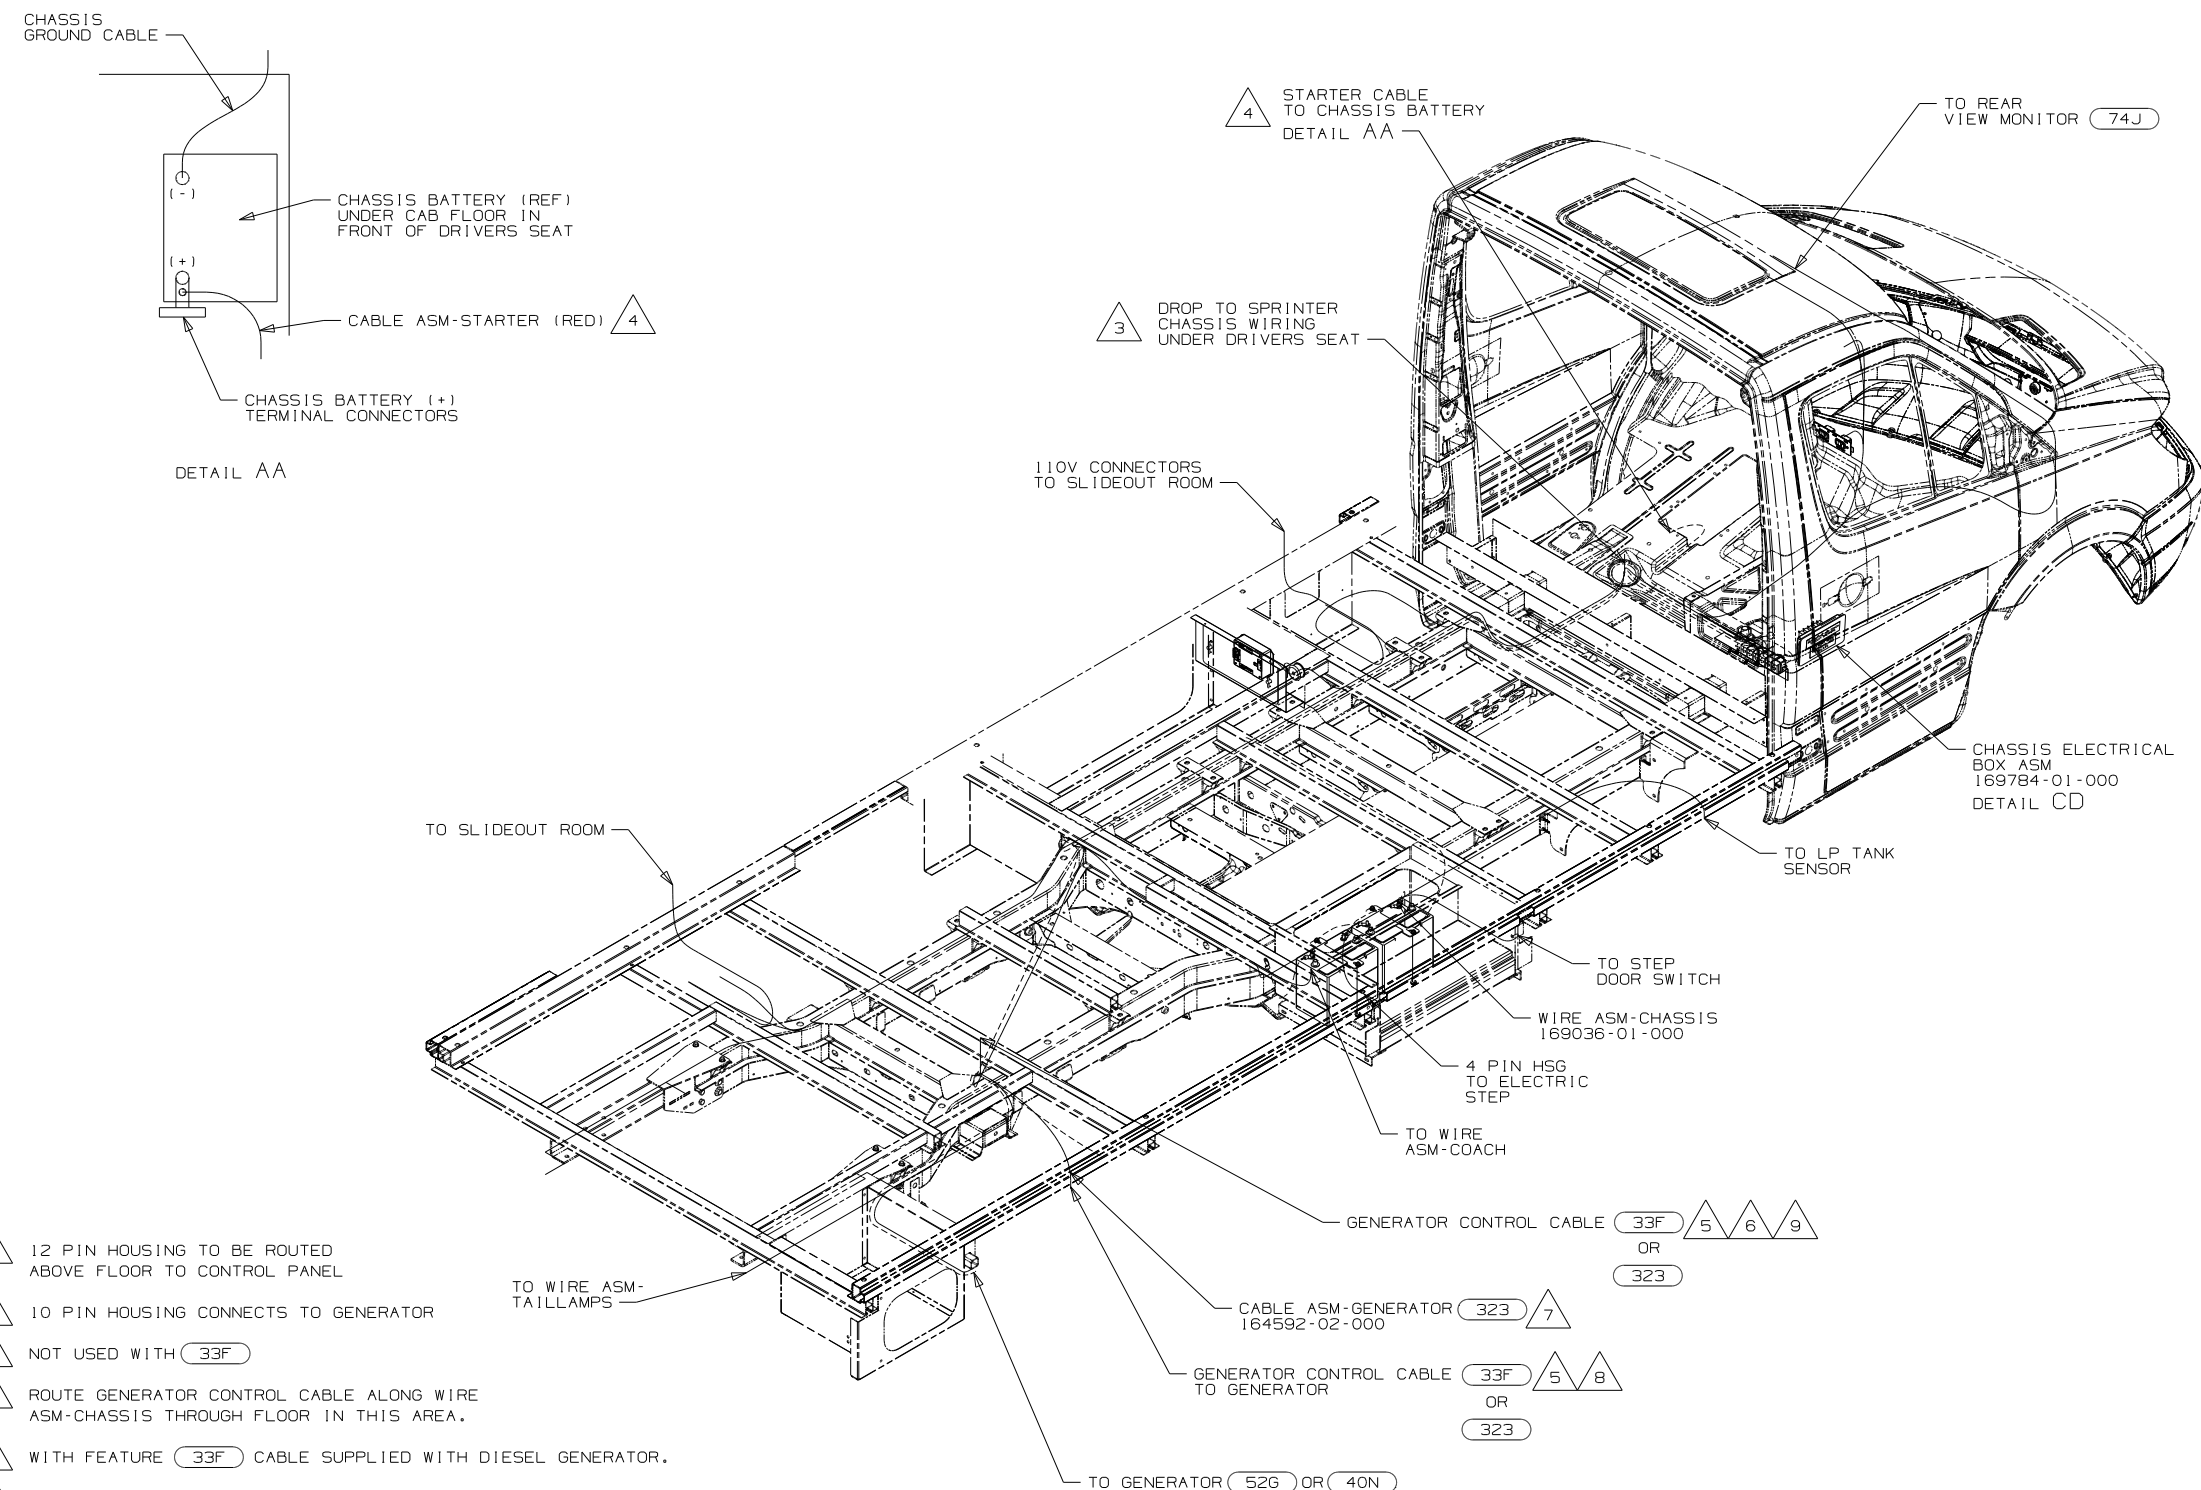 CHASSIS
GROUND CABLE
(-)
CHASSIS BATTERY (REF)
UNDER CAB FLOOR IN
FRONT OF DRIVERS SEAT
(+)
CABLE ASM-STARTER (RED) 4
CHASSIS BATTERY (+)
TERMINAL CONNECTORS
DETAIL AA
4
STARTER CABLE
TO CHASSIS BATTERY
DETAIL AA
TO REAR
VIEW MONITOR 74J
3
DROP TO SPRINTER
CHASSIS WIRING
UNDER DRIVERS SEAT
110V CONNECTORS
TO SLIDEOUT ROOM
CHASSIS ELECTRICAL
BOX ASM
169784-01-000
DETAIL CD
TO SLIDEOUT ROOM
TO LP TANK
SENSOR
TO STEP
DOOR SWITCH
WIRE ASM-CHASSIS
169036-01-000
4 PIN HSG
TO ELECTRIC
STEP
TO WIRE
ASM-COACH
GENERATOR CONTROL CABLE 33F 5 6 9
OR
323
TO WIRE ASM-
TAILLAMPS
CABLE ASM-GENERATOR 323 7
164592-02-000
GENERATOR CONTROL CABLE 33F 5 8
TO GENERATOR
OR
323
TO GENERATOR 52G OR 40N
12 PIN HOUSING TO BE ROUTED
ABOVE FLOOR TO CONTROL PANEL
10 PIN HOUSING CONNECTS TO GENERATOR
NOT USED WITH 33F
ROUTE GENERATOR CONTROL CABLE ALONG WIRE
ASM-CHASSIS THROUGH FLOOR IN THIS AREA.
WITH FEATURE 33F CABLE SUPPLIED WITH DIESEL GENERATOR.